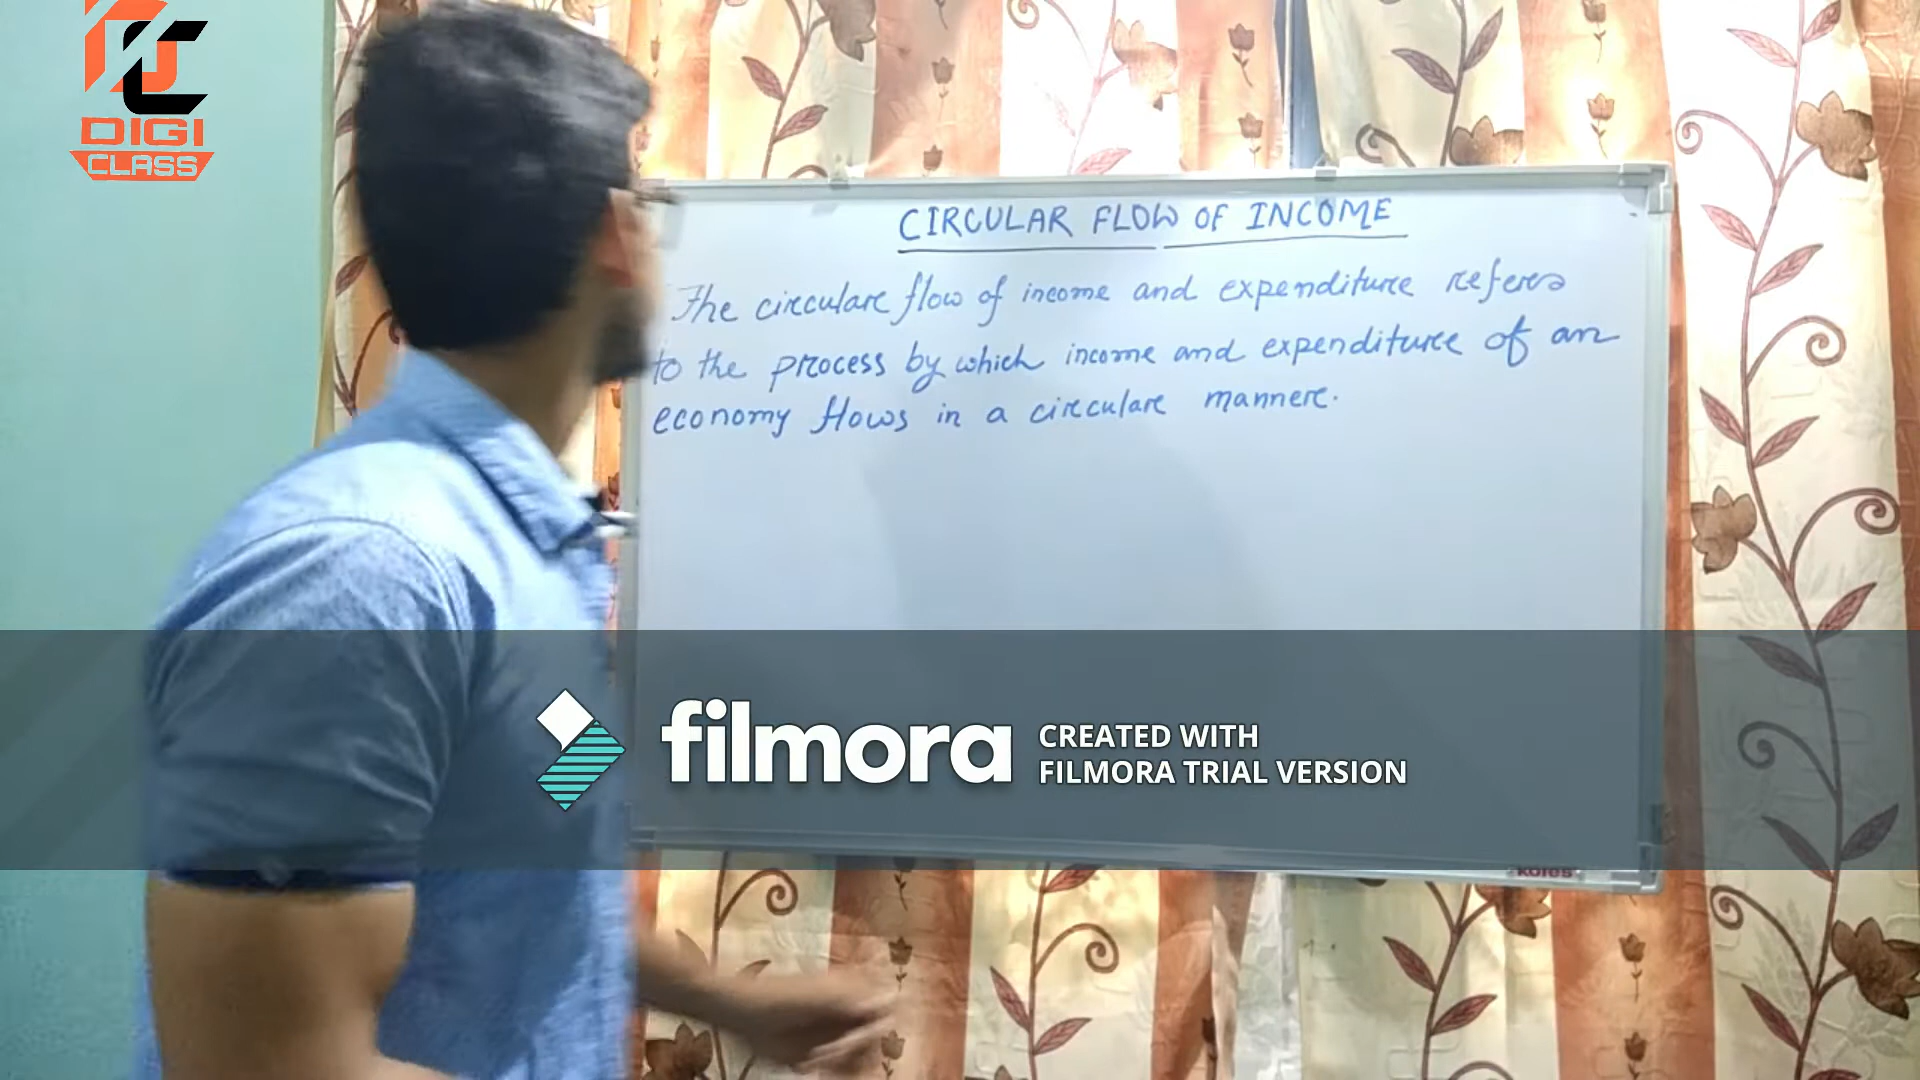 DIGI
CLASS
CIRCULAR FLOW OF INCOME
The circular flow of income and expenditure refers
to the process by which income and expenditure of an
economy flows in a circular manner.
filmora
CREATED WITH
FILMORA TRIAL VERSION
kores